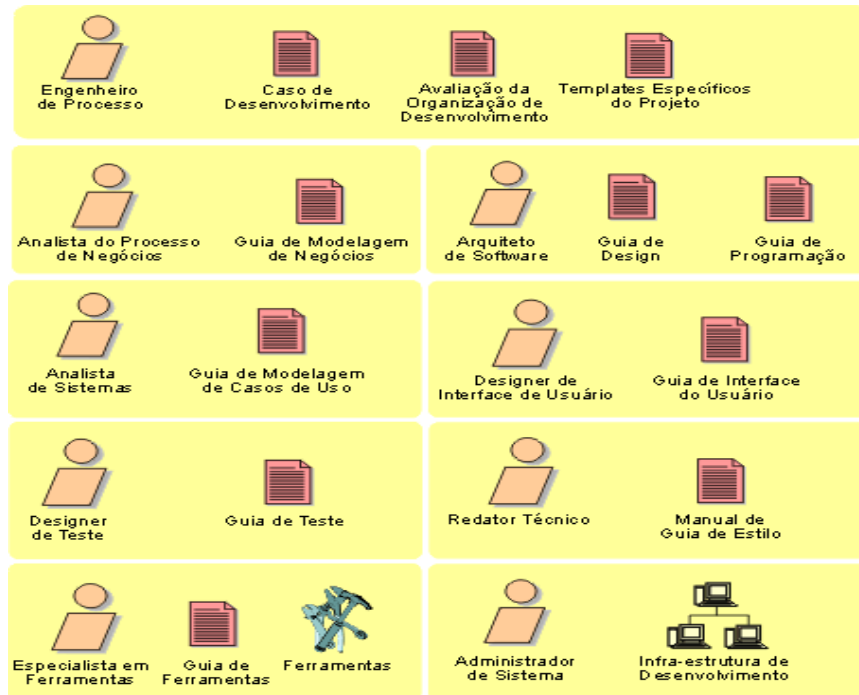 Engenheiro
de Processo
Caso de
Desenvolvimento
Avaliação da
Organização de
Desenvolvimento
Templates Específicos
do Projeto
Analista do Processo
de Negócios
Guia de Modelagem
de Negócios
Arquiteto
de Software
Guia de
Design
Guia de
Programação
Analista
de Sistemas
Guia de Modelagem
de Casos de Uso
Designer de
Interface de Usuário
Guia de Interface
do Usuário
Designer
de Teste
Guia de Teste
Redator Técnico
Manual de
Guia de Estilo
Especialista em
Ferramentas
Guia de
Ferramentas
Ferramentas
Administrador
de Sistema
Infra-estrutura de
Desenvolvimento